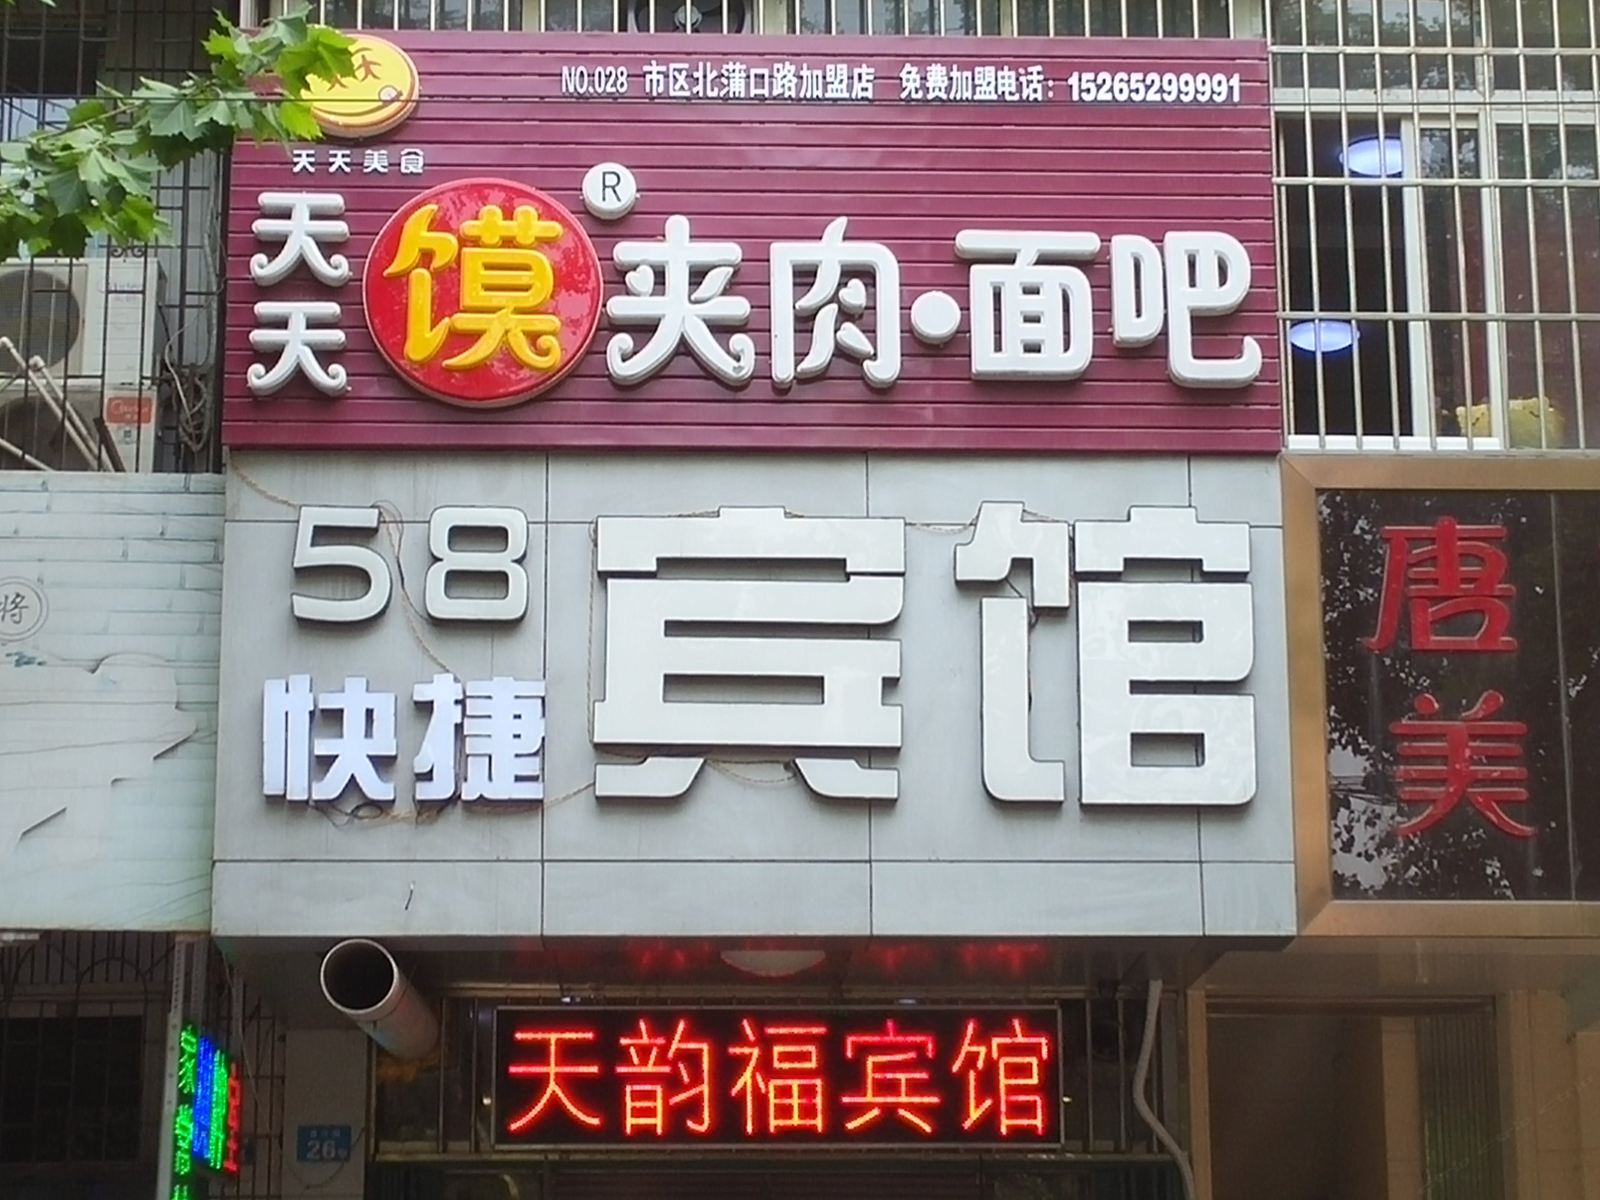 NO.028 市区北蒲口路加盟店 免费加盟电话：15265299991
天天美食
天天馍夹肉·面吧
R
58
快捷
宾馆
将
唐美
天韵福宾馆
26